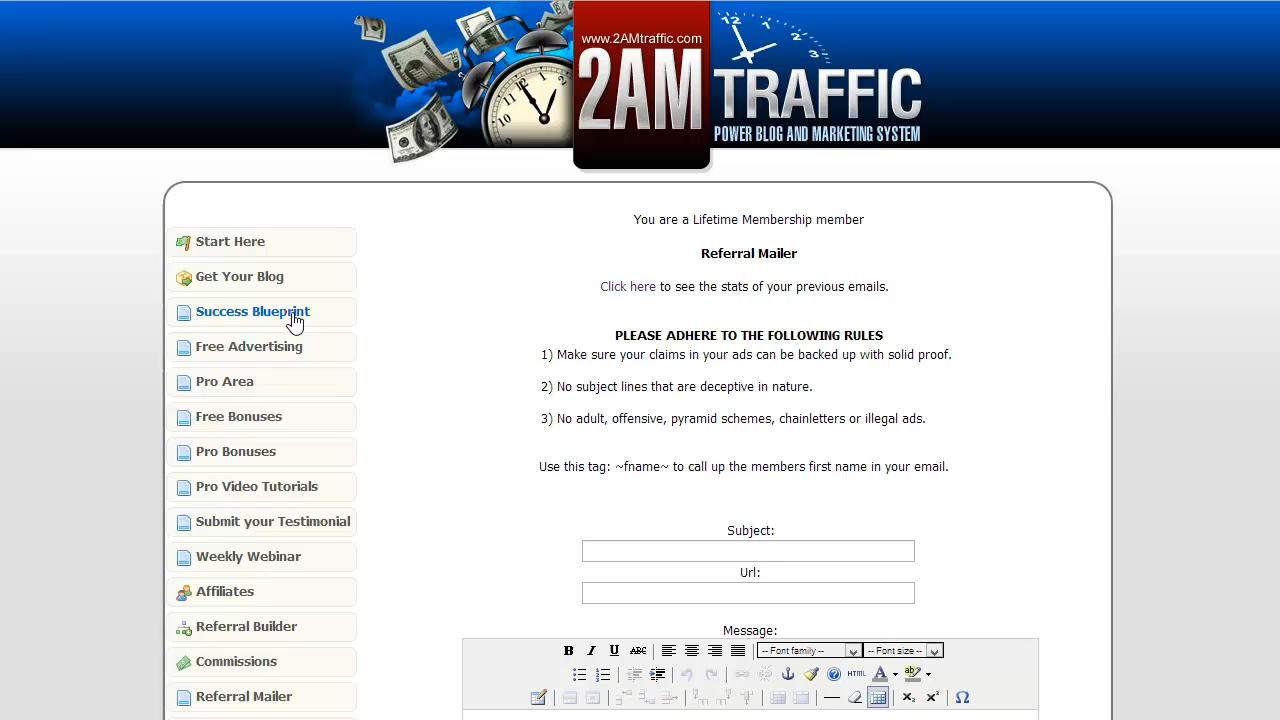 www.2AMtraffic.com
2AM TRAFFIC
POWER BLOG AND MARKETING SYSTEM
You are a Lifetime Membership member
Start Here
Referral Mailer
Get Your Blog
Click here to see the stats of your previous emails.
Success Blueprint
PLEASE ADHERE TO THE FOLLOWING RULES
Free Advertising
1) Make sure your claims in your ads can be backed up with solid proof.
Pro Area
2) No subject lines that are deceptive in nature.
Free Bonuses
3) No adult, offensive, pyramid schemes, chainletters or illegal ads.
Pro Bonuses
Use this tag: ~fname~ to call up the members first name in your email.
Pro Video Tutorials
Submit your Testimonial
Subject:
Weekly Webinar
Url:
Affiliates
Referral Builder
Message:
B I U ABC -- Font family -- -- Font size --
Commissions
HTML A ab
Referral Mailer
x₂ x² Ω